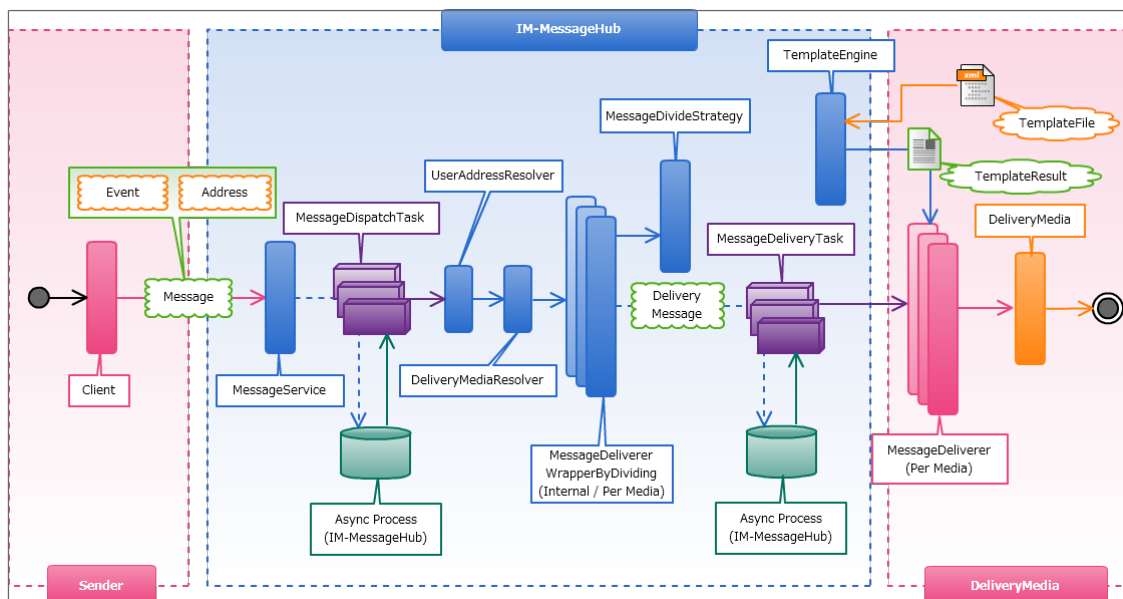 IM-MessageHub
TemplateEngine
xml
TemplateFile
MessageDivideStrategy
TemplateResult
UserAddressResolver
Event
Address
MessageDispatchTask
DeliveryMedia
MessageDeliveryTask
Message
Delivery
Message
Client
MessageService
DeliveryMediaResolver
MessageDeliverer
WrapperByDividing
(Internal / Per Media)
MessageDeliverer
(Per Media)
Async Process
(IM-MessageHub)
Async Process
(IM-MessageHub)
Sender
DeliveryMedia